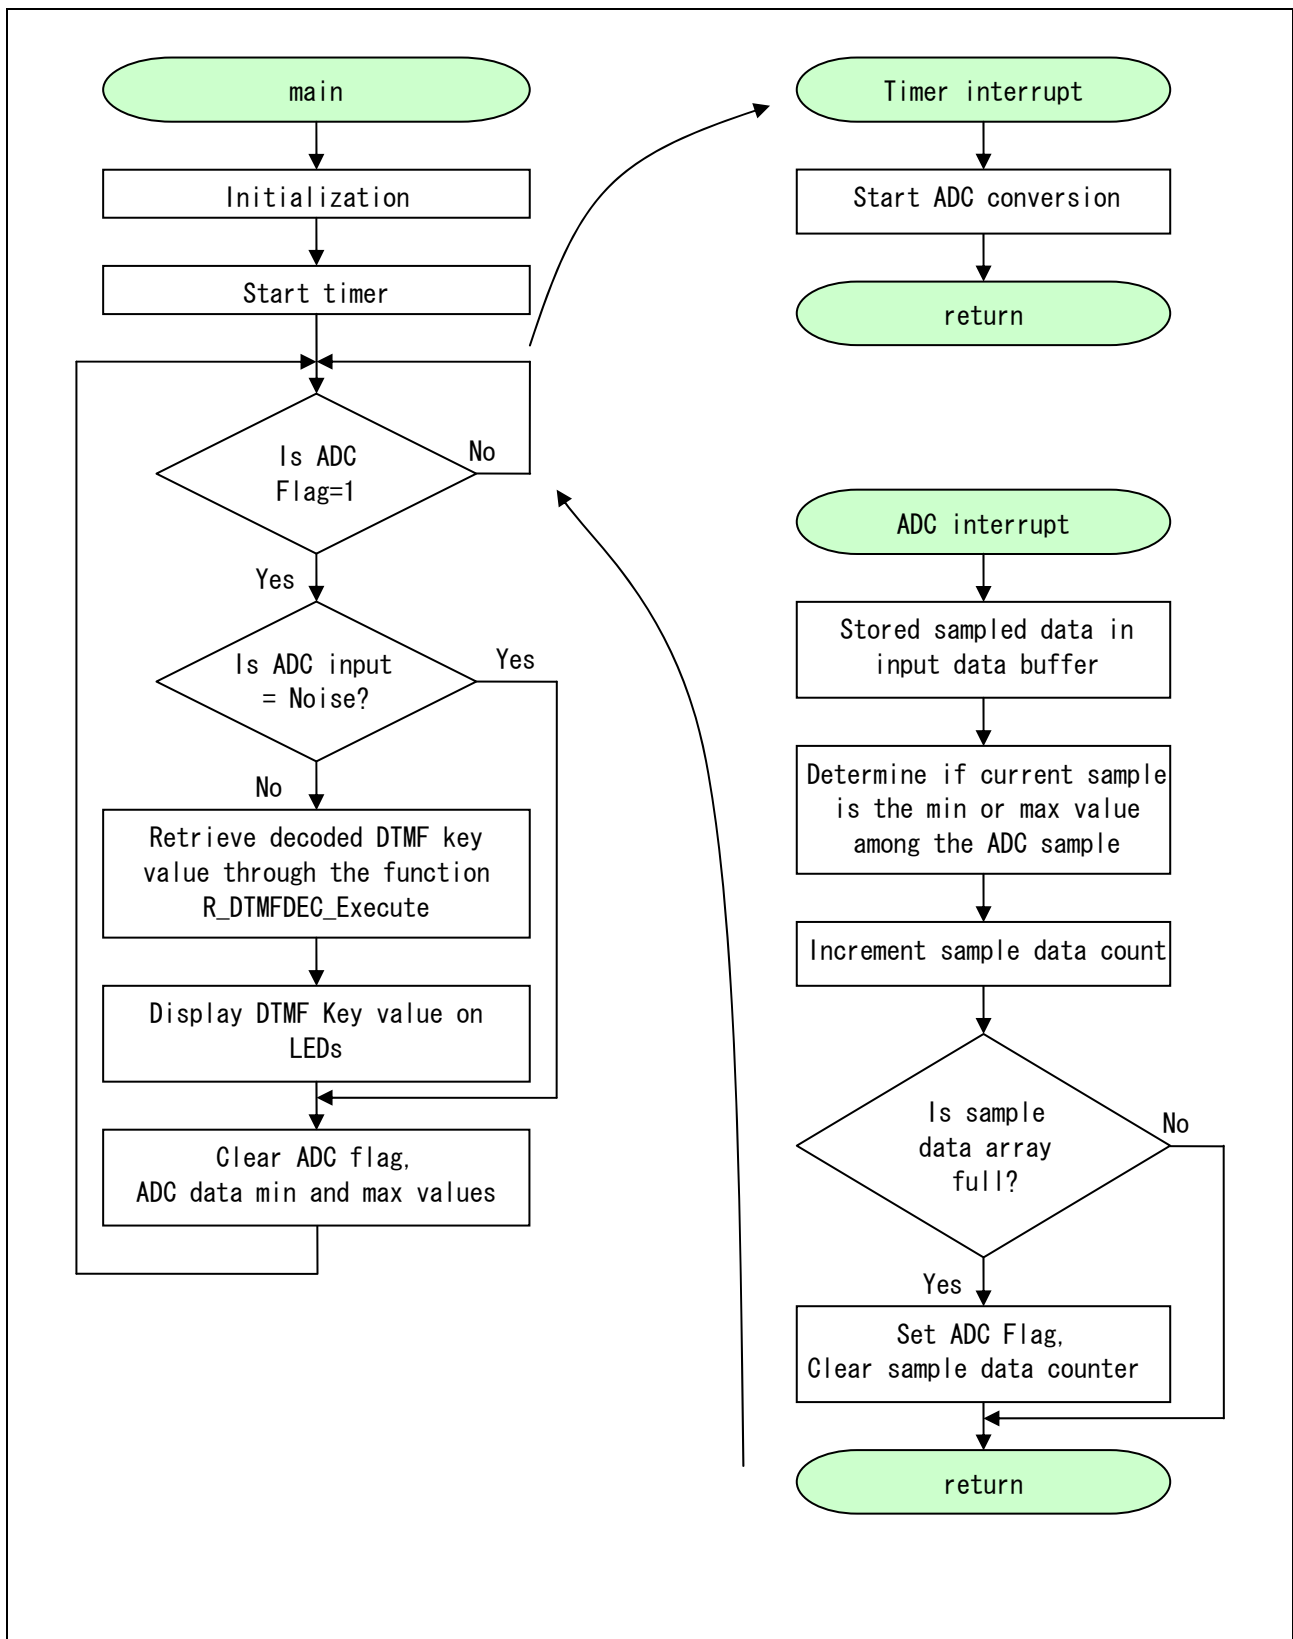 main
Initialization
Start timer
Is ADC
Flag=1
No
Yes
Is ADC input
= Noise?
Yes
No
Retrieve decoded DTMF key
value through the function
R_DTMFDEC_Execute
Display DTMF Key value on
LEDs
Clear ADC flag,
ADC data min and max values
Timer interrupt
Start ADC conversion
return
ADC interrupt
Stored sampled data in
input data buffer
Determine if current sample
is the min or max value
among the ADC sample
Increment sample data count
Is sample
data array
full?
No
Yes
Set ADC Flag,
Clear sample data counter
return